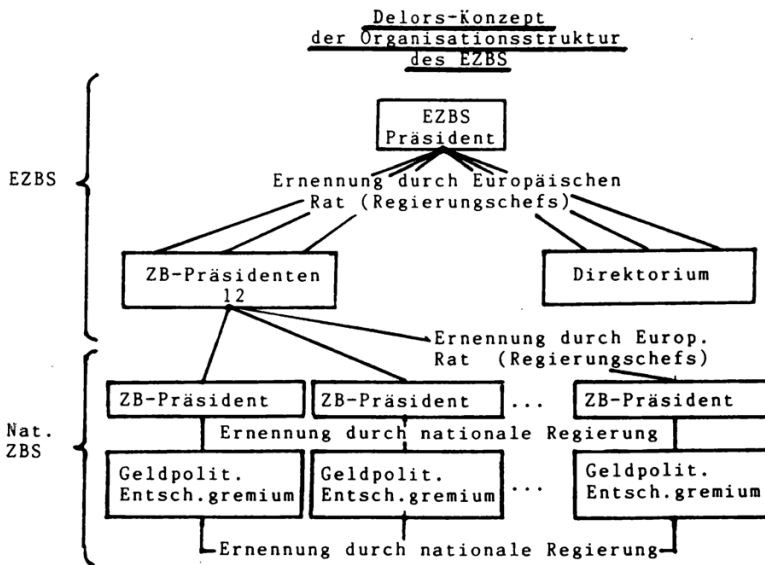 Delors-Konzept
der Organisationsstruktur
des EZBS
EZBS
Präsident
EZBS
Ernennung durch Europäischen
Rat (Regierungschefs)
ZB-Präsidenten
12
Direktorium
Ernennung durch Europ.
Rat (Regierungschefs)
ZB-Präsident
ZB-Präsident
...
ZB-Präsident
Nat.
ZBS
Ernennung durch nationale Regierung
Geldpolit.
Entsch.gremium
Geldpolit.
Entsch.gremium
...
Geldpolit.
Entsch.gremium
Ernennung durch nationale Regierung